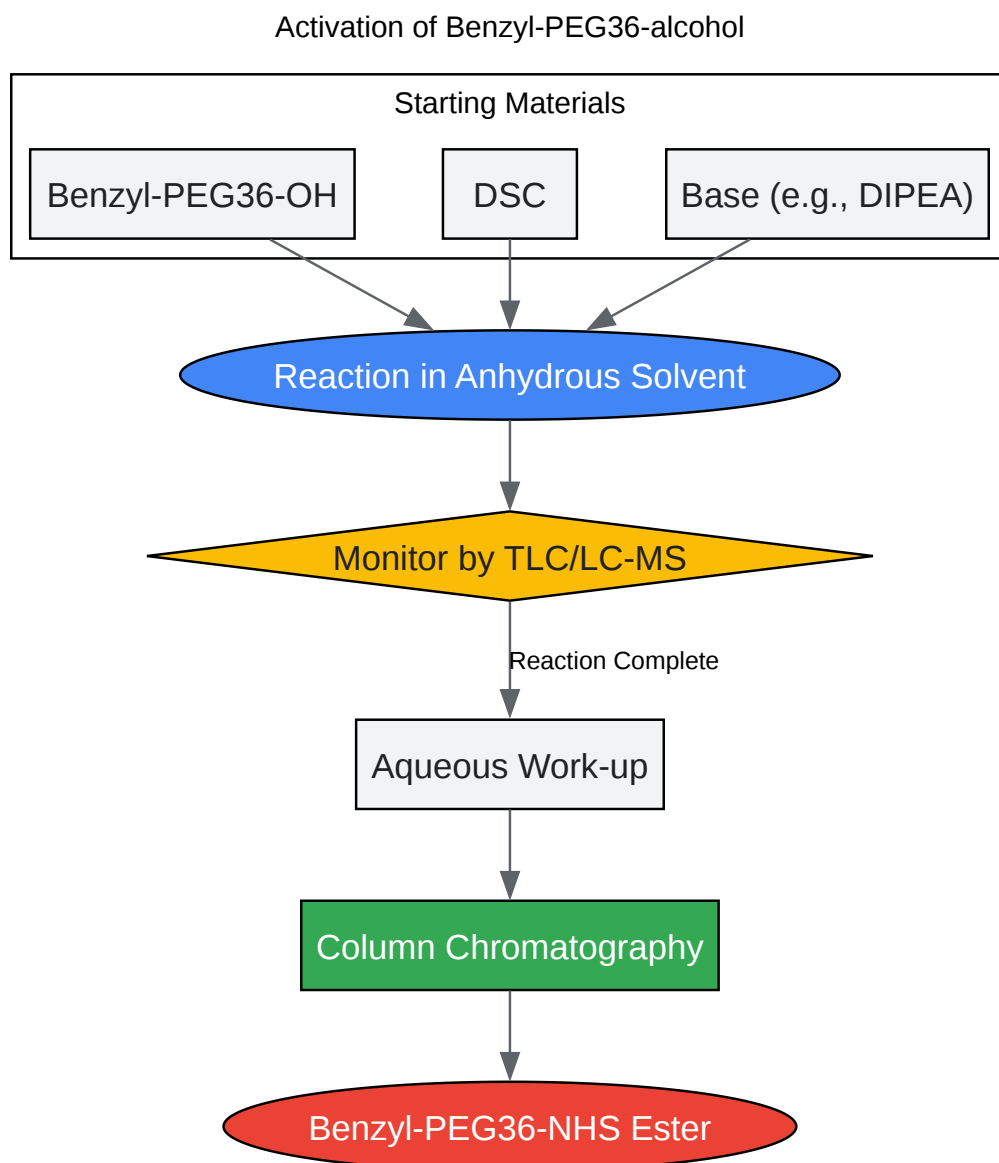 Activation of Benzyl-PEG36-alcohol
Starting Materials
Benzyl-PEG36-OH
DSC
Base (e.g., DIPEA)
Reaction in Anhydrous Solvent
Monitor by TLC/LC-MS
Reaction Complete
Aqueous Work-up
Column Chromatography
Benzyl-PEG36-NHS Ester